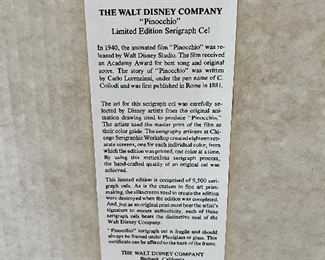 THE WALT DISNEY COMPANY
"Pinocchio"
Limited Edition Serigraph Cel
In 1940, the animated film "Pinocchio" was re-
leased by Walt Disney Studio. The film received
an Academy Award for best song and original
score. The story of "Pinocchio" was written
by Carlo Lorenzini, under the pen name of C.
Collodi and was first published in Rome in 1881.
The art for this serigraph cel was carefully se-
lected by Disney artists from the original ani-
mation drawing used to produce "Pinocchio."
The artists used the master print of the film as
their color guide. The serigraphy artisans at Chi-
cago Serigraphic Workshop created eighteen sep-
arate screens, one for each individual color, from
which the edition was printed, one color at a time.
By using this meticulous serigraph process,
the hand-crafted quality of an original cel was
achieved.
This limited edition is comprised of 9,500 seri-
graph cels. As is the custom in fine art print-
making, the silkscreens used to create the edition
were destroyed when the edition was completed.
And, just as an original print must bear the artist's
signature to ensure authenticity, each of these
serigraph cels bears the distinctive seal of the
Walt Disney Company.
"Pinocchio" serigraph cel is fragile and should
always be framed under Plexiglass or glass. This
certificate can be affixed to the back of the frame.
THE WALT DISNEY COMPANY
Burbank, California